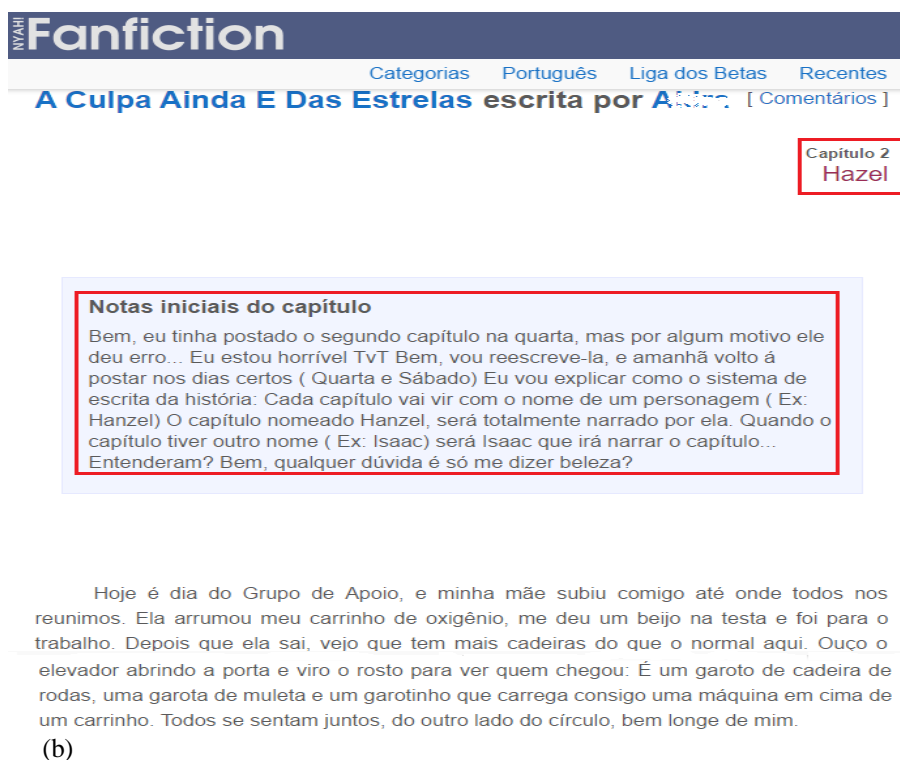 NYAH! Fanfiction
Categorias Português Liga dos Betas Recentes
A Culpa Ainda E Das Estrelas escrita por [ Comentários ]
Capítulo 2
Hazel
Notas iniciais do capítulo
Bem, eu tinha postado o segundo capítulo na quarta, mas por algum motivo ele
deu erro... Eu estou horrível TvT Bem, vou reescreve-la, e amanhã volto á
postar nos dias certos ( Quarta e Sábado) Eu vou explicar como o sistema de
escrita da história: Cada capítulo vai vir com o nome de um personagem ( Ex:
Hanzel) O capítulo nomeado Hanzel, será totalmente narrado por ela. Quando o
capítulo tiver outro nome ( Ex: Isaac) será Isaac que irá narrar o capítulo...
Entenderam? Bem, qualquer dúvida é só me dizer beleza?
Hoje é dia do Grupo de Apoio, e minha mãe subiu comigo até onde todos nos
reunimos. Ela arrumou meu carrinho de oxigênio, me deu um beijo na testa e foi para o
trabalho. Depois que ela sai, vejo que tem mais cadeiras do que o normal aqui. Ouço o
elevador abrindo a porta e viro o rosto para ver quem chegou: É um garoto de cadeira de
rodas, uma garota de muleta e um garotinho que carrega consigo uma máquina em cima de
um carrinho. Todos se sentam juntos, do outro lado do círculo, bem longe de mim.
(b)